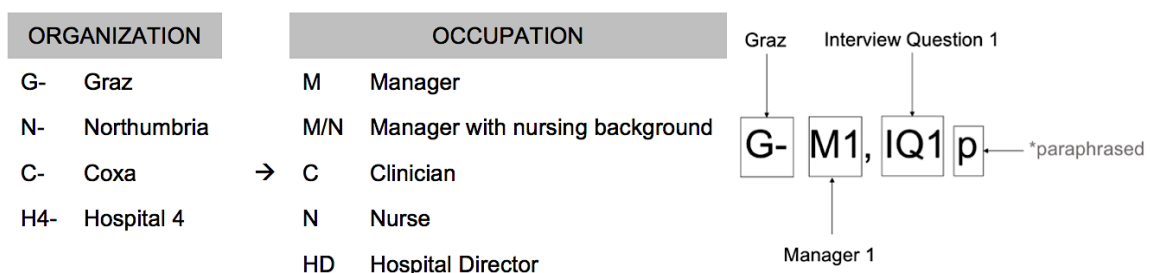 ORGANIZATION
G- Graz
N- Northumbria
C- Coxa
H4- Hospital 4
→
OCCUPATION
M Manager
M/N Manager with nursing background
C Clinician
N Nurse
HD Hospital Director
Graz Interview Question 1
G- M1, IQ1 p *paraphrased
Manager 1